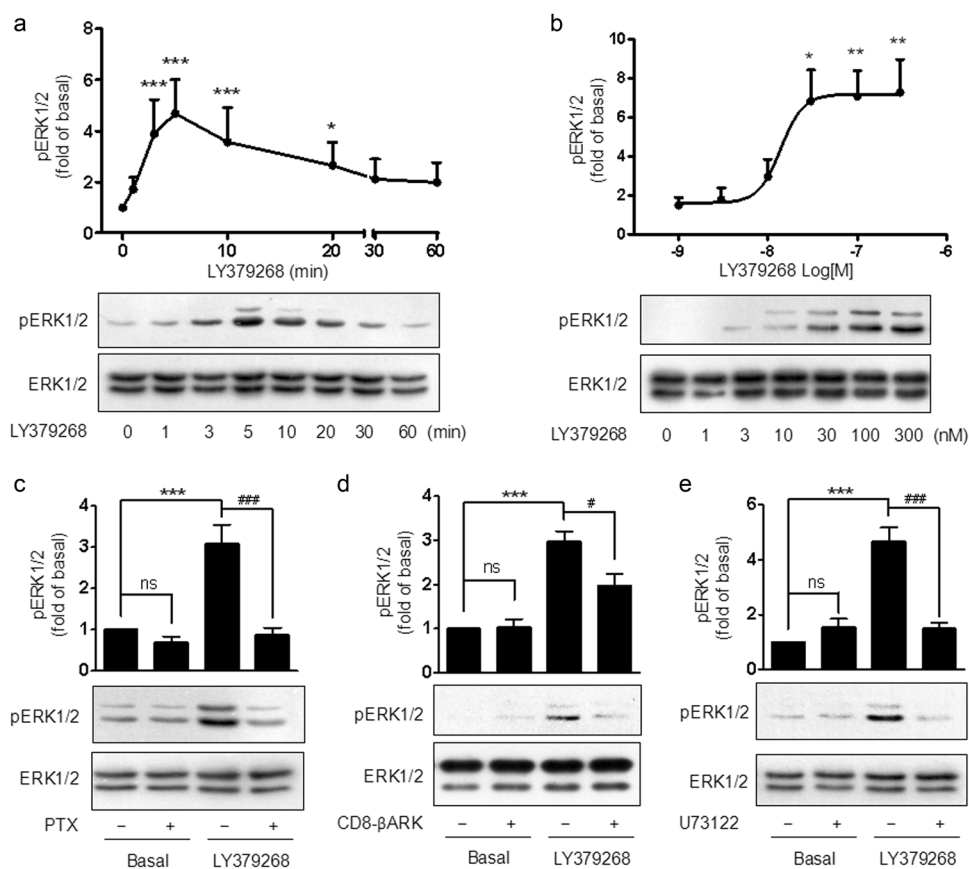 a
pERK1/2
(fold of basal)
8
6
4
2
0
***
***
***
*
0 10 20 30 60
LY379268 (min)
pERK1/2
ERK1/2
LY379268 0 1 3 5 10 20 30 60 (min)
b
pERK1/2
(fold of basal)
10
8
6
4
2
0
* ** **
-9 -8 -7 -6
LY379268 Log[M]
pERK1/2
ERK1/2
LY379268 0 1 3 10 30 100 300 (nM)
c
pERK1/2
(fold of basal)
4
3
2
1
0
*** ###
ns
pERK1/2
ERK1/2
PTX − + − +
Basal LY379268
d
pERK1/2
(fold of basal)
4
3
2
1
0
*** #
ns
pERK1/2
ERK1/2
CD8-βARK − + − +
Basal LY379268
e
pERK1/2
(fold of basal)
6
4
2
0
*** ###
ns
pERK1/2
ERK1/2
U73122 − + − +
Basal LY379268